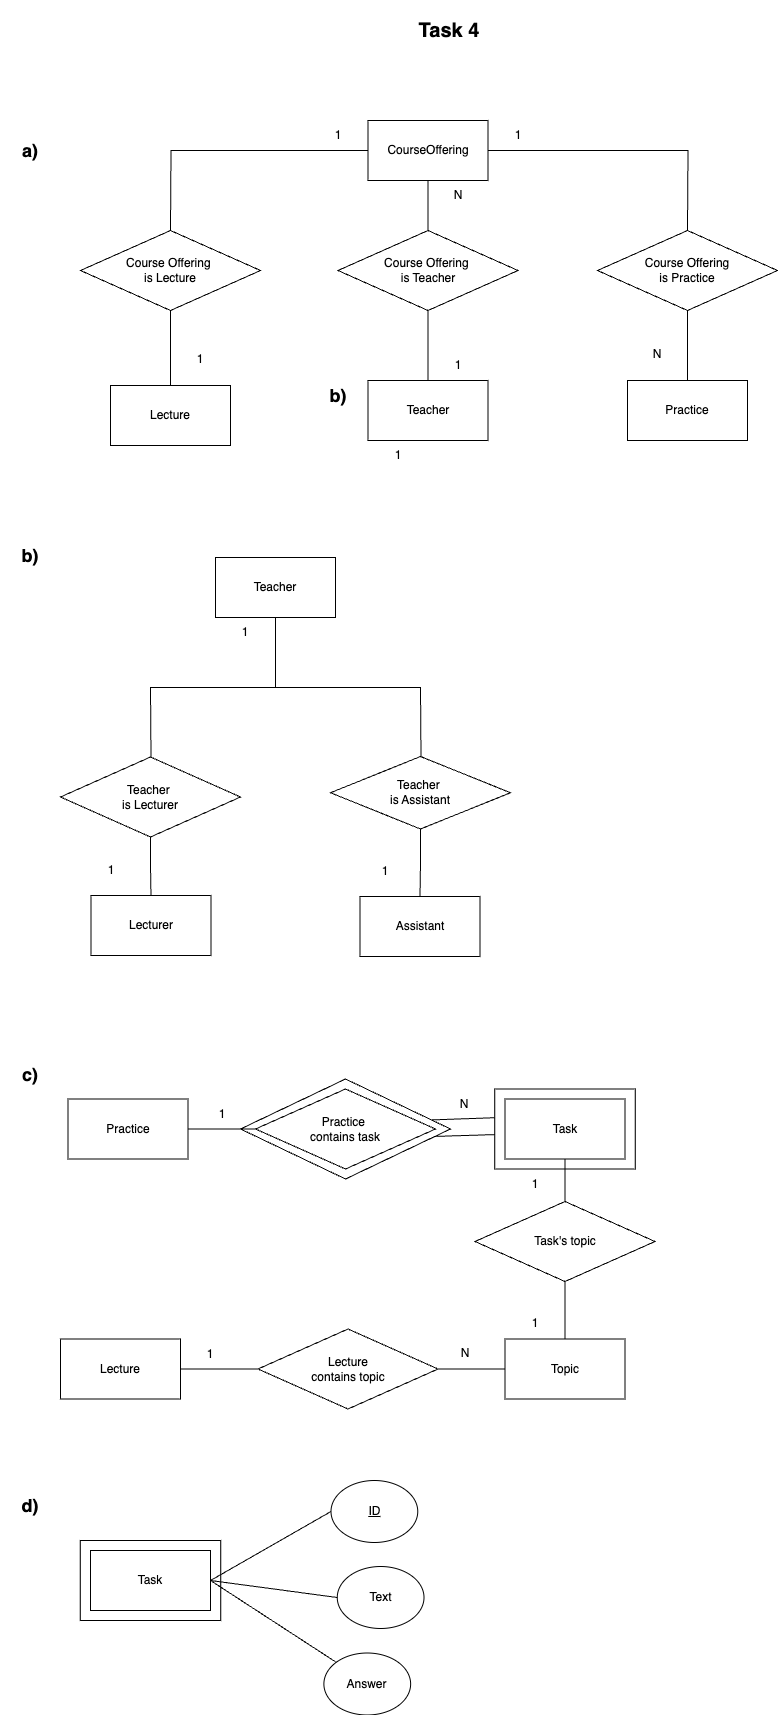 Task 4
a)
1
CourseOffering
1
N
Course Offering
is Lecture
Course Offering
is Teacher
Course Offering
is Practice
1
1
N
b)
Lecture
Teacher
Practice
1
b)
Teacher
1
Teacher
is Lecturer
Teacher
is Assistant
1
1
Lecturer
Assistant
c)
Practice
1
Practice
contains task
N
Task
1
Task's topic
1
Lecture
1
Lecture
contains topic
N
Topic
d)
ID
Task
Text
Answer